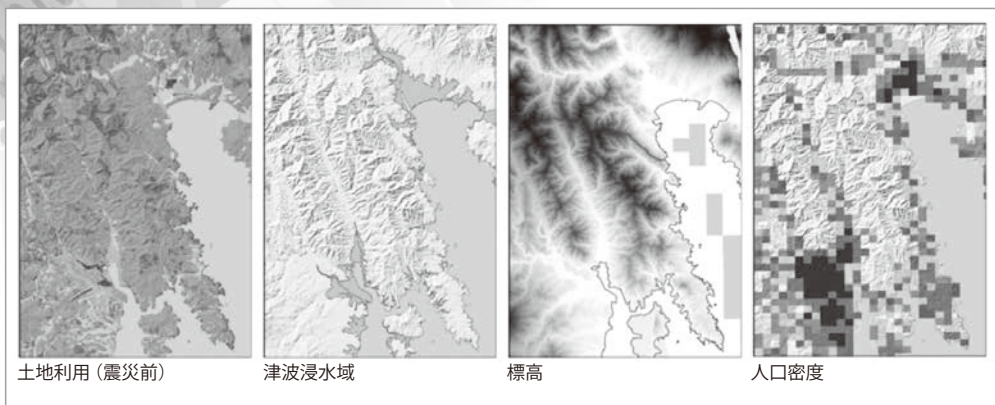 土地利用（震災前）
津波浸水域
標高
人口密度